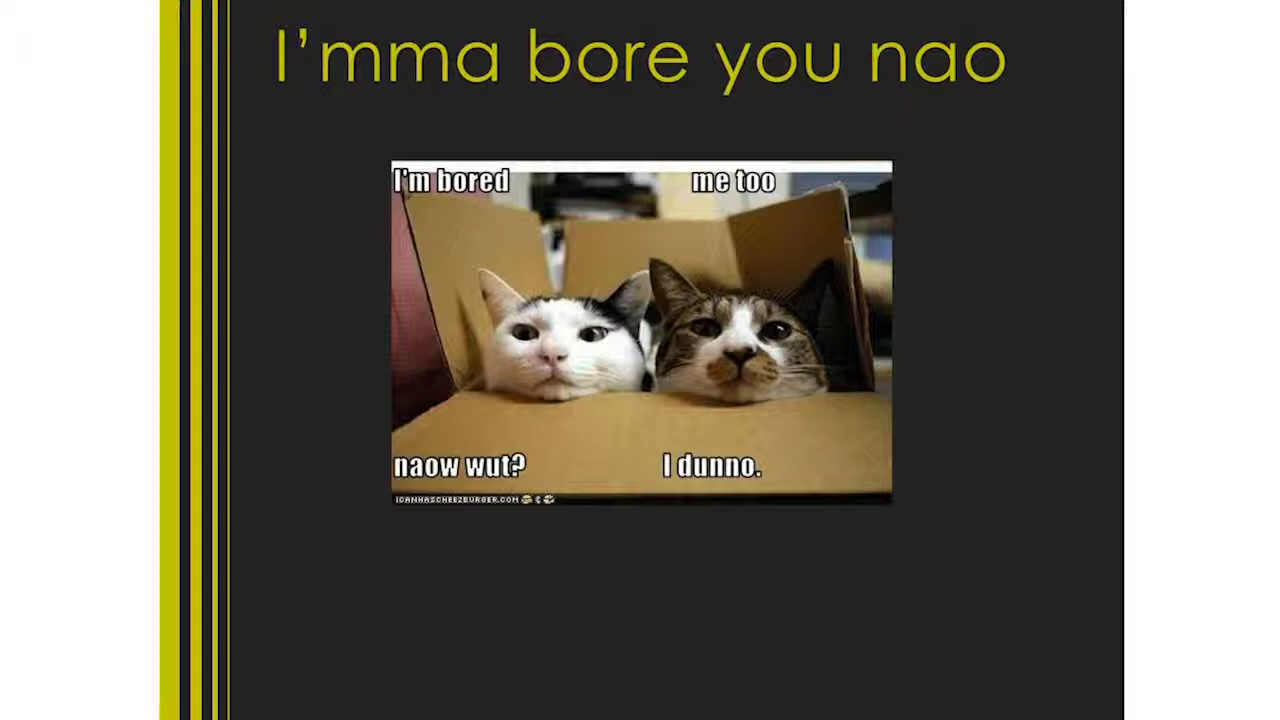 I'mma bore you nao
I'm bored me too
naow wut? I dunno.
ICANHASCHEEZBURGER.COM